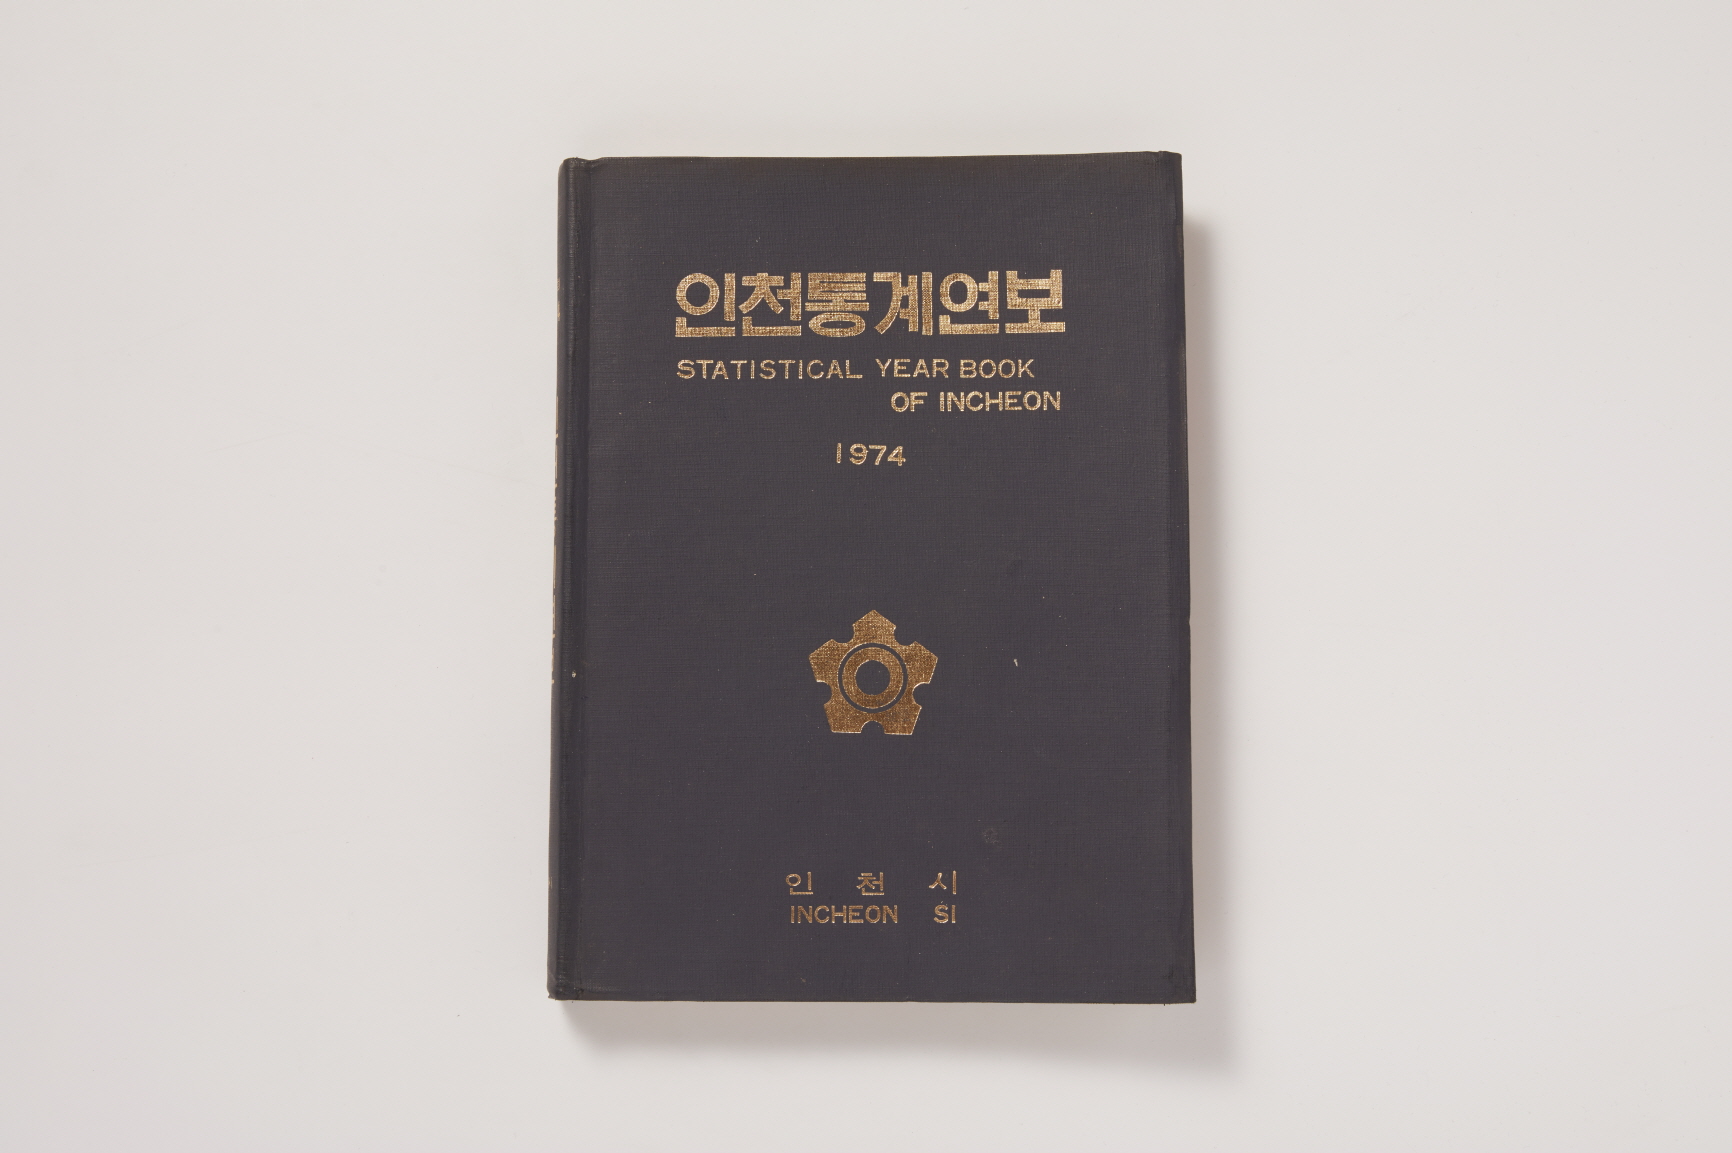 인천통계연보
STATISTICAL YEAR BOOK
OF INCHEON
1974
인 천 시
INCHEON SI